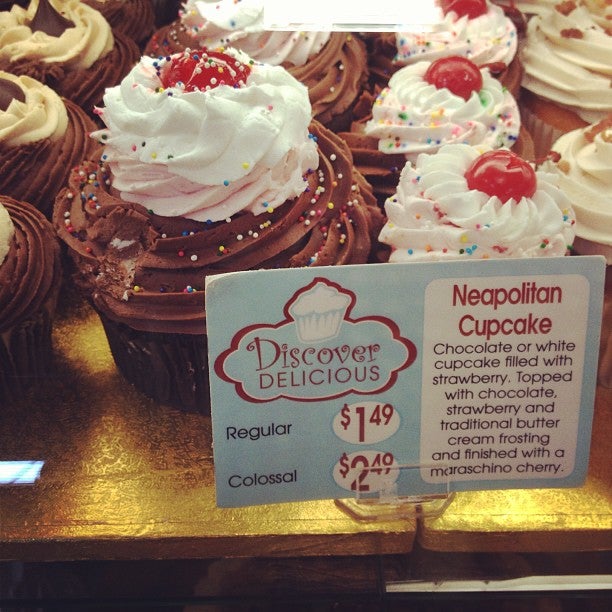 Discover
DELICIOUS
Regular $1.49
Colossal $2.49
Neapolitan
Cupcake
Chocolate or white
cupcake filled with
strawberry. Topped
with chocolate,
strawberry and
traditional butter
cream frosting
and finished with a
maraschino cherry.